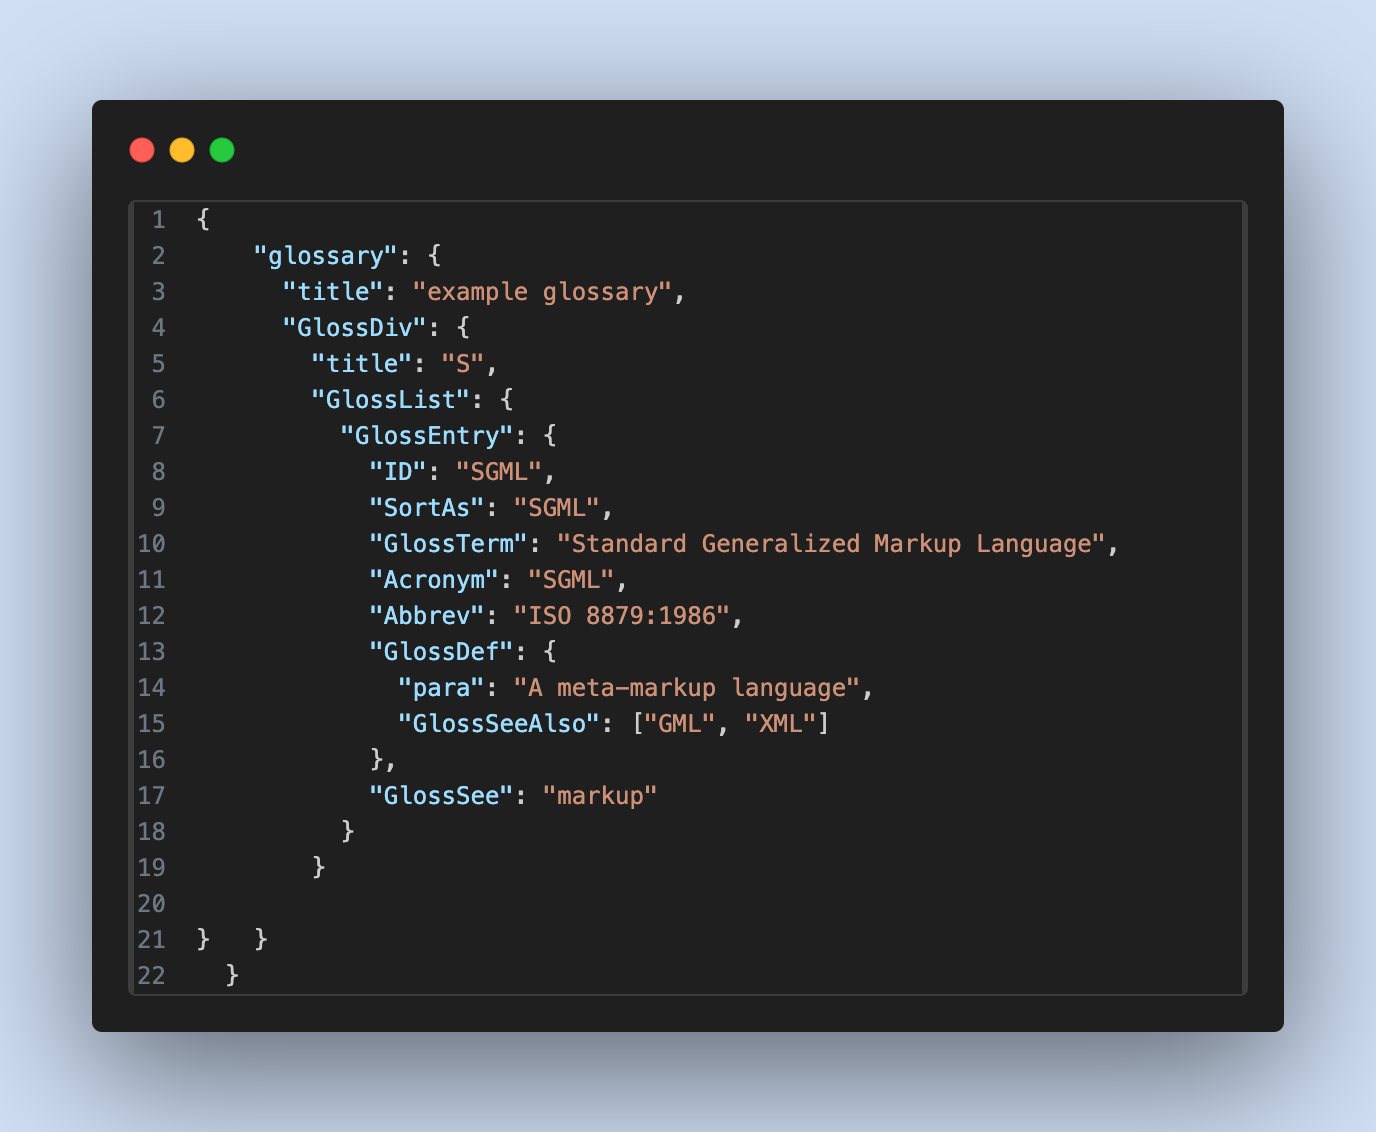 1 {
2     "glossary": {
3       "title": "example glossary",
4       "GlossDiv": {
5         "title": "S",
6         "GlossList": {
7           "GlossEntry": {
8             "ID": "SGML",
9             "SortAs": "SGML",
10             "GlossTerm": "Standard Generalized Markup Language",
11             "Acronym": "SGML",
12             "Abbrev": "ISO 8879:1986",
13             "GlossDef": {
14               "para": "A meta-markup language",
15               "GlossSeeAlso": ["GML", "XML"]
16             },
17             "GlossSee": "markup"
18           }
19         }
20
21 }   }
22   }